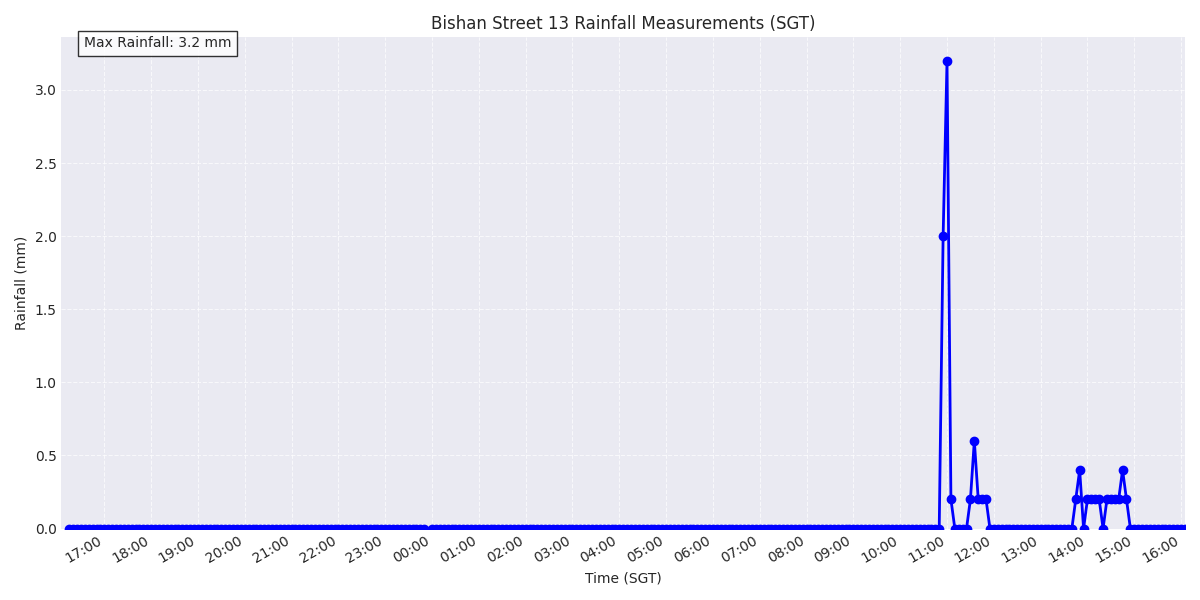 Bishan Street 13 Rainfall Measurements (SGT)
Max Rainfall: 3.2 mm
Rainfall (mm)
3.0
2.5
2.0
1.5
1.0
0.5
0.0
17:00 18:00 19:00 20:00 21:00 22:00 23:00 00:00 01:00 02:00 03:00 04:00 05:00 06:00 07:00 08:00 09:00 10:00 11:00 12:00 13:00 14:00 15:00 16:00
Time (SGT)